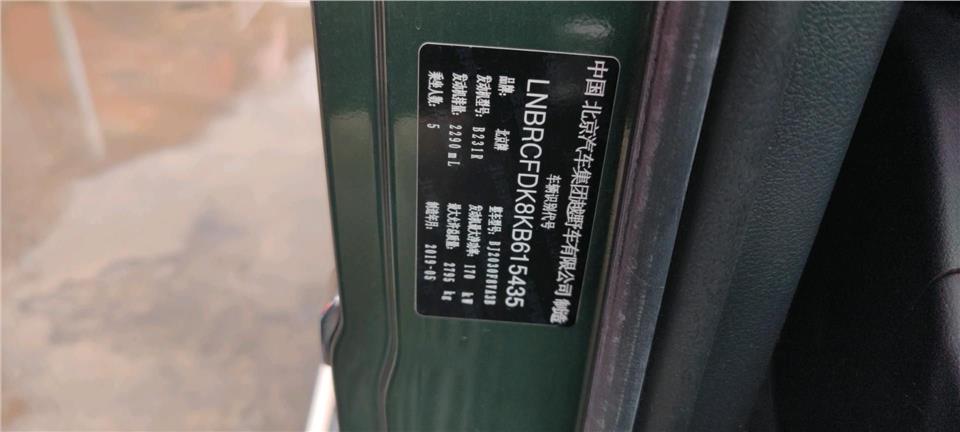 中国 北京汽车集团越野车有限公司 制造
车辆识别代号
LNBRCFDK8KB615435
品牌: 北京牌 整车型号: BJ2030F8VA3B
发动机型号: B231R 发动机最大净功率: 170 kW
发动机排量: 2290 mL 最大允许总质量: 2795 kg
乘坐人数: 5 制造年月: 2019-05